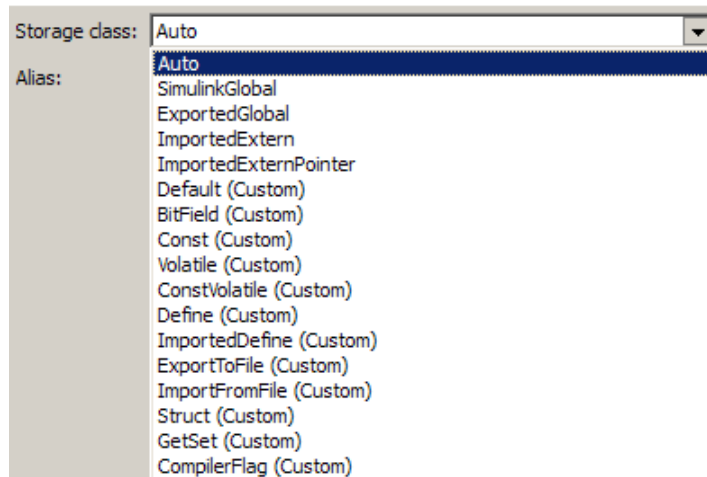 Storage class: Auto
Alias:
Auto
SimulinkGlobal
ExportedGlobal
ImportedExtern
ImportedExternPointer
Default (Custom)
BitField (Custom)
Const (Custom)
Volatile (Custom)
ConstVolatile (Custom)
Define (Custom)
ImportedDefine (Custom)
ExportToFile (Custom)
ImportFromFile (Custom)
Struct (Custom)
GetSet (Custom)
CompilerFlag (Custom)